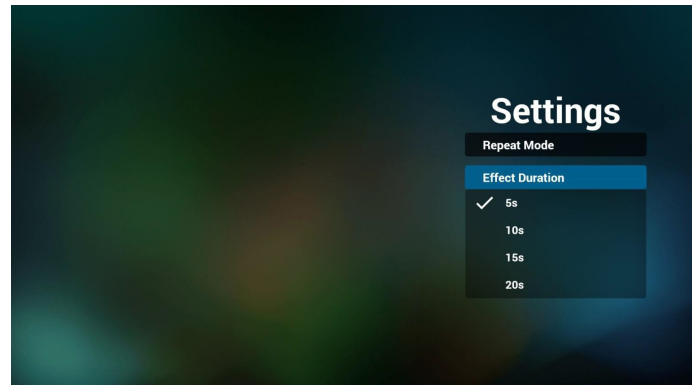 Settings
Repeat Mode
Effect Duration
5s
10s
15s
20s